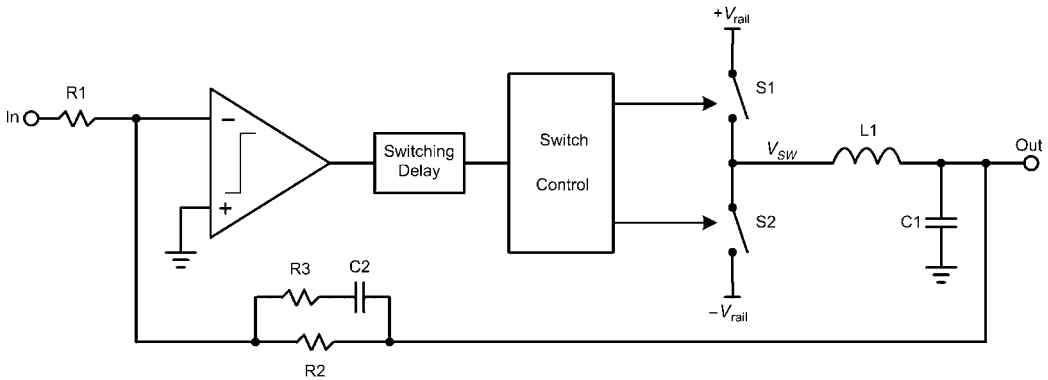 +Vrail
In
R1
−
+
Switching
Delay
Switch
Control
S1
VSW
L1
Out
S2
C1
−Vrail
R3
C2
R2